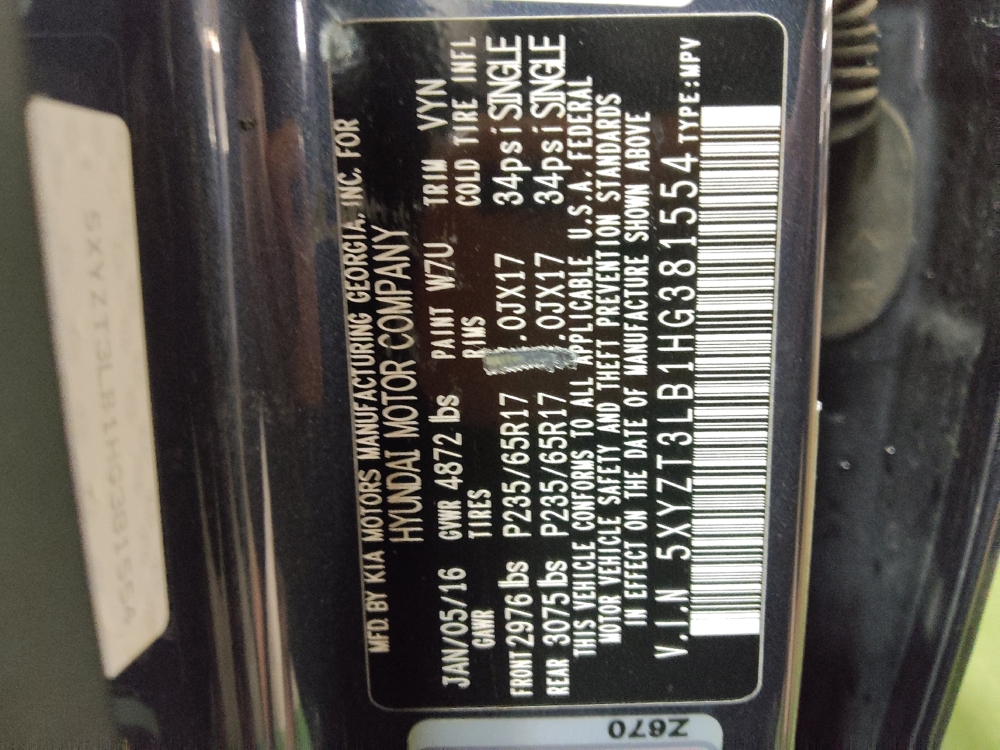 MFD. BY KIA MOTORS MANUFACTURING GEORGIA, INC. FOR
HYUNDAI MOTOR COMPANY
JAN/05/16 GVWR 4872 lbs PAINT W7U TRIM VYN
GAWR TIRES RIMS COLD TIRE INFL
FRONT 2976 lbs P235/65R17 .0JX17 34psi SINGLE
REAR 3075 lbs P235/65R17 .0JX17 34psi SINGLE
THIS VEHICLE CONFORMS TO ALL APPLICABLE U.S.A. FEDERAL
MOTOR VEHICLE SAFETY AND THEFT PREVENTION STANDARDS
IN EFFECT ON THE DATE OF MANUFACTURE SHOWN ABOVE
V.I.N 5XYZT3LB1HG381554 TYPE:MPV
5XYZT3LB1HG381554
Z670